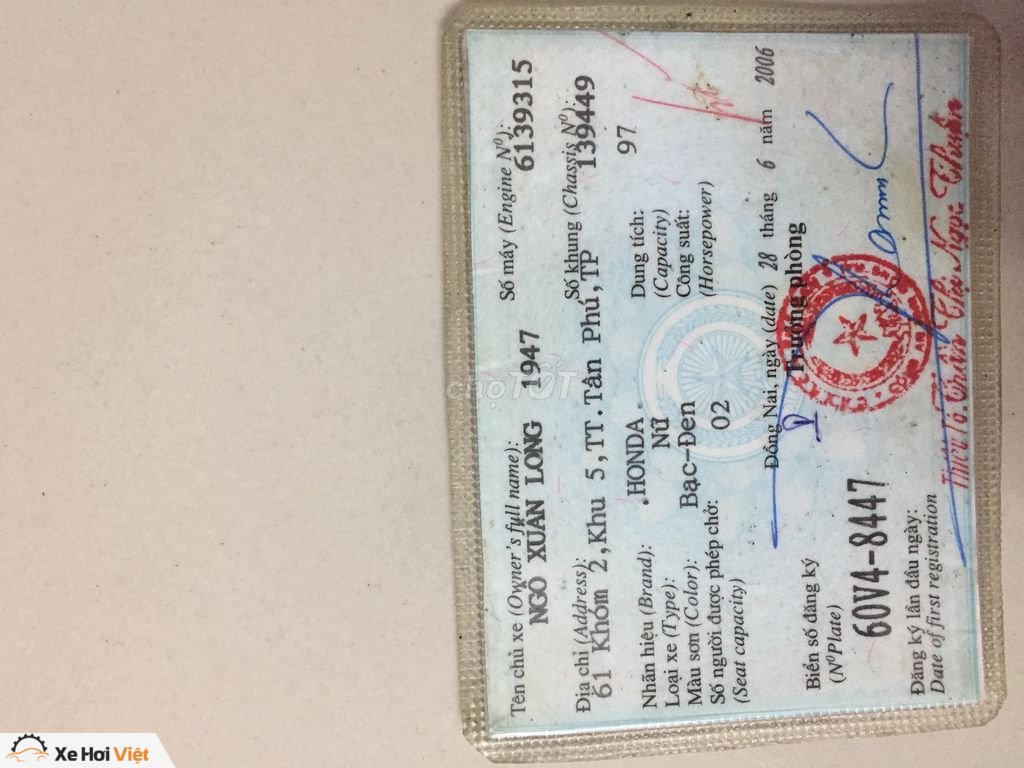 Tên chủ xe (Owner's full name):
NGÔ XUÂN LONG 1947
Số máy (Engine Nº):
6139315
Địa chỉ (Address):
61 Khóm 2,Khu 5,TT.Tân Phú,TP
Số khung (Chassis Nº):
139449
Nhãn hiệu (Brand): HONDA
Dung tích: 97
(Capacity)
Loại xe (Type): Nữ
Công suất:
(Horsepower)
Màu sơn (Color): Bạc-Đen
Số người được phép chở: 02
(Seat capacity)
Đồng Nai, ngày (date) 28 tháng 6 năm 2006
Trưởng phòng
Biển số đăng ký
(NºPlate)
60V4-8447
Đăng ký lần đầu ngày:
Date of first registration
chợTỐT
Xe Hơi Việt